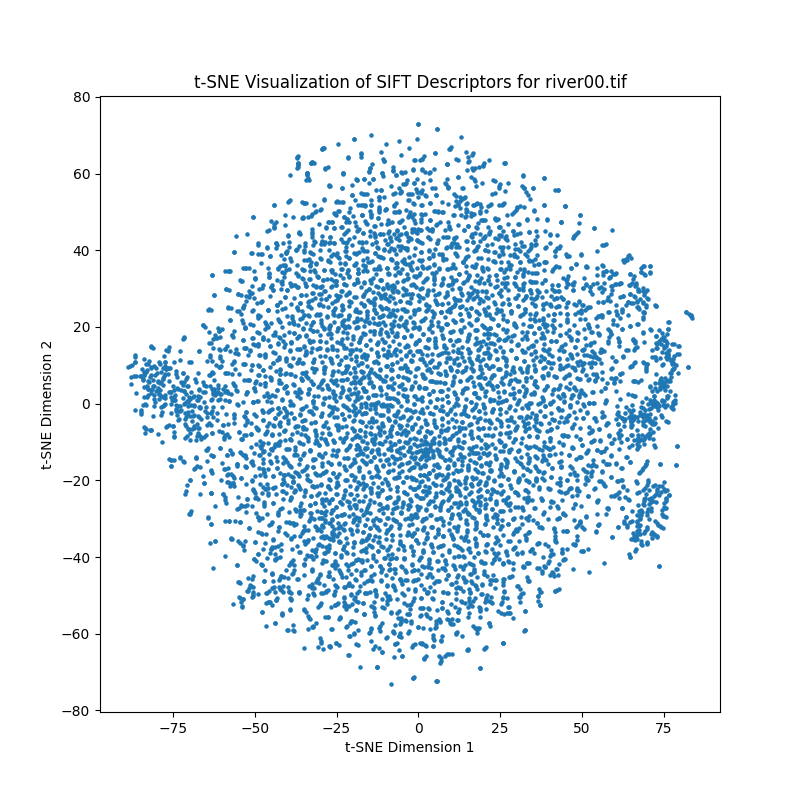 t-SNE Visualization of SIFT Descriptors for river00.tif
80
60
40
20
0
−20
−40
−60
−80
t-SNE Dimension 2
−75 −50 −25 0 25 50 75
t-SNE Dimension 1